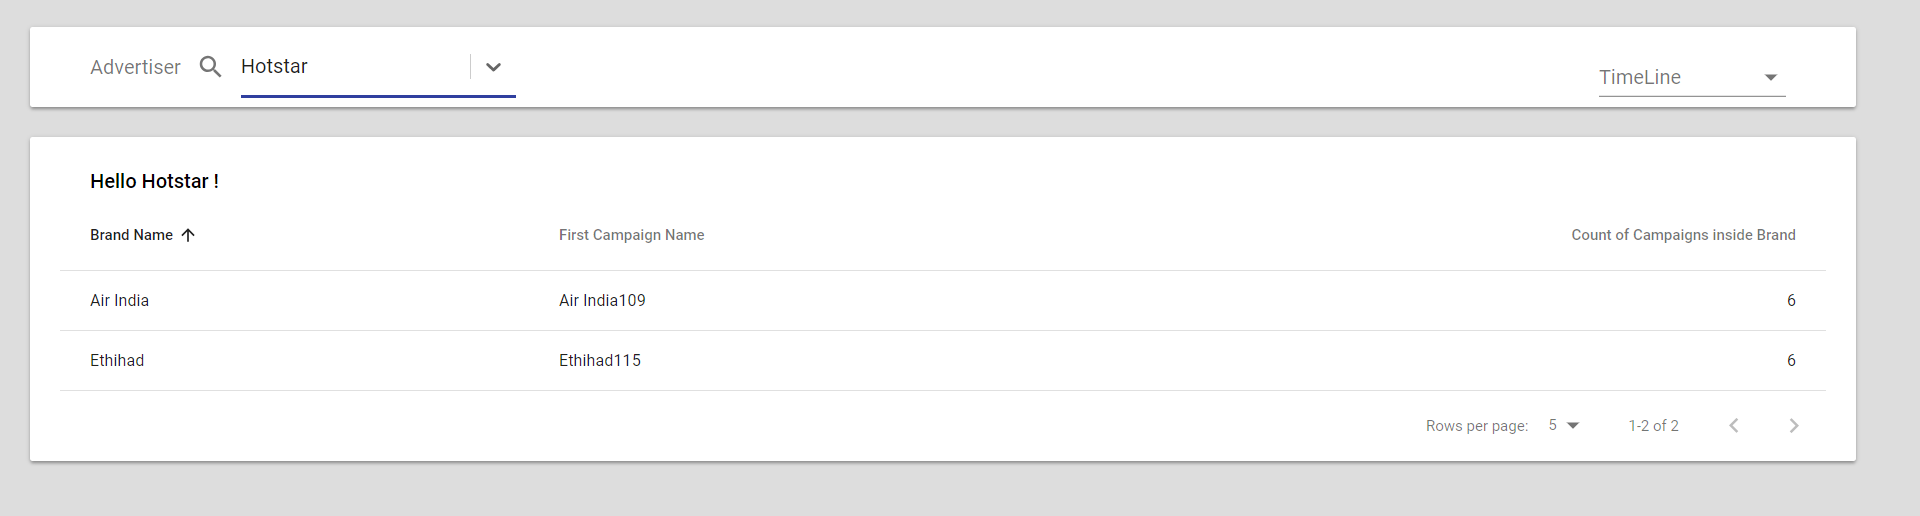 Advertiser Hotstar TimeLine
Hello Hotstar !
Brand Name First Campaign Name Count of Campaigns inside Brand
Air India Air India109 6
Ethihad Ethihad115 6
Rows per page: 5 1-2 of 2